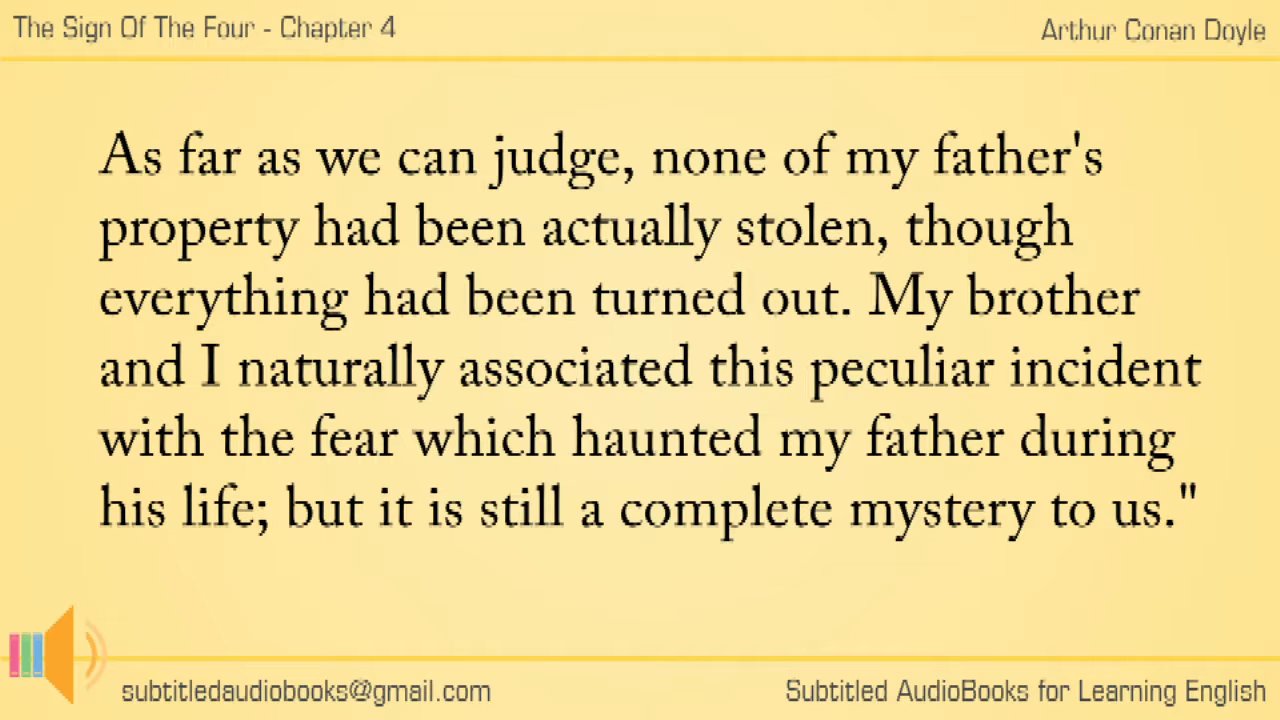 The Sign Of The Four - Chapter 4
Arthur Conan Doyle
As far as we can judge, none of my father's
property had been actually stolen, though
everything had been turned out. My brother
and I naturally associated this peculiar incident
with the fear which haunted my father during
his life; but it is still a complete mystery to us."
subtitledaudiobooks@gmail.com
Subtitled AudioBooks for Learning English